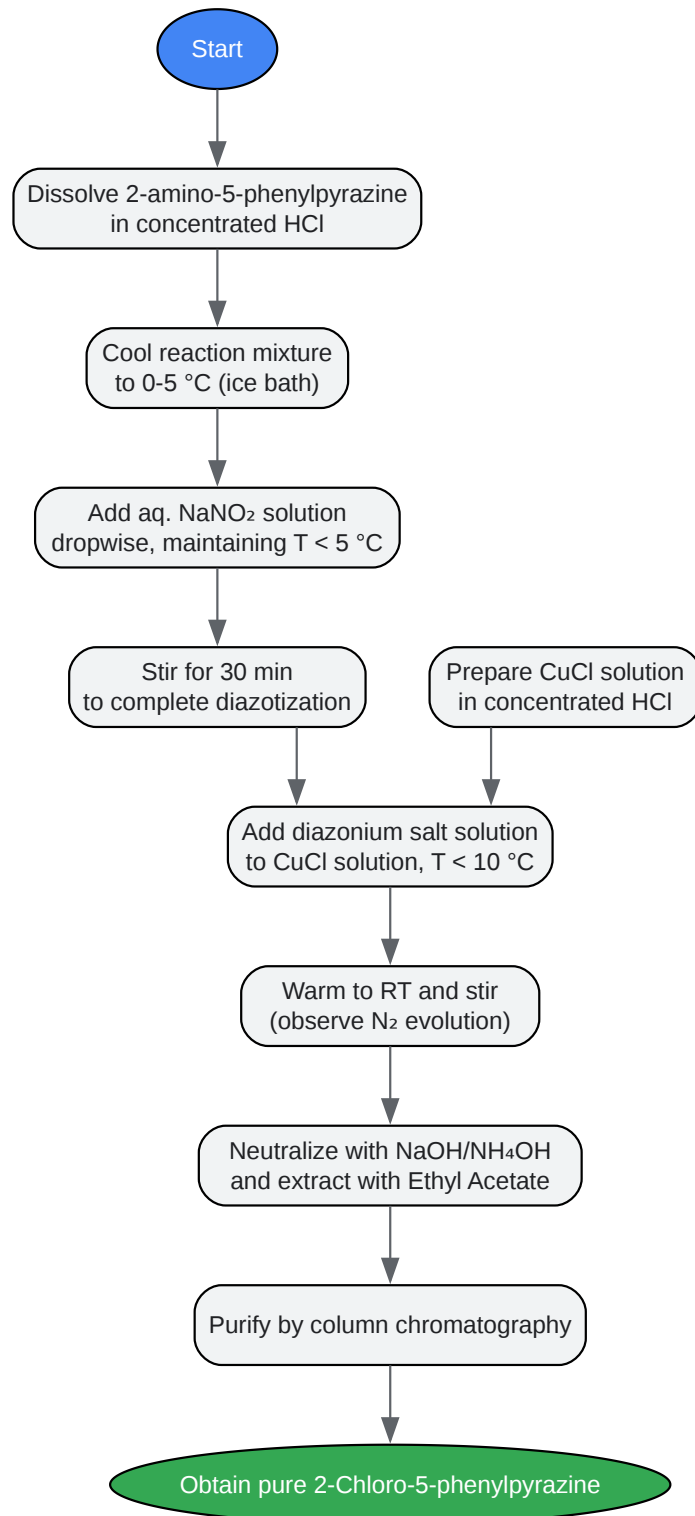 Start
Dissolve 2-amino-5-phenylpyrazine
in concentrated HCl
Cool reaction mixture
to 0-5 °C (ice bath)
Add aq. NaNO₂ solution
dropwise, maintaining T < 5 °C
Stir for 30 min
to complete diazotization
Prepare CuCl solution
in concentrated HCl
Add diazonium salt solution
to CuCl solution, T < 10 °C
Warm to RT and stir
(observe N₂ evolution)
Neutralize with NaOH/NH₄OH
and extract with Ethyl Acetate
Purify by column chromatography
Obtain pure 2-Chloro-5-phenylpyrazine